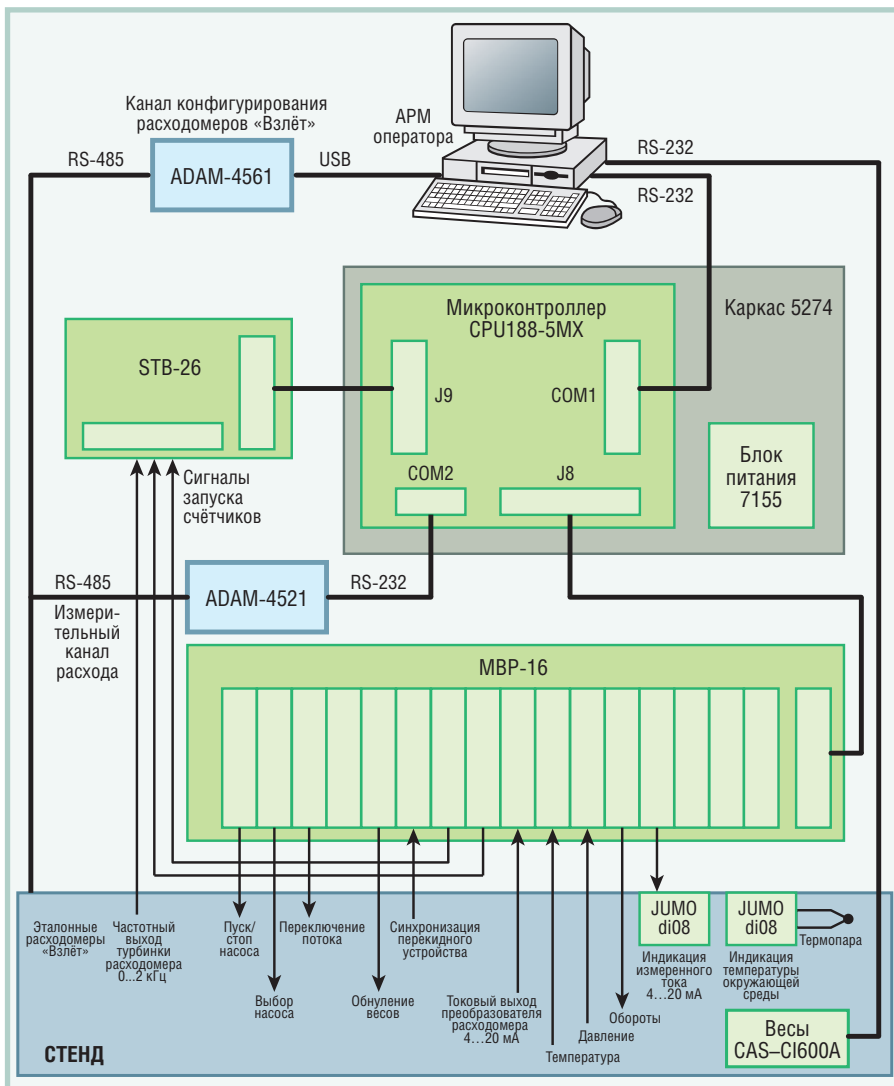 Канал конфигурирования
расходомеров «Взлёт»
АРМ
оператора
RS-485
ADAM-4561
USB
RS-232
RS-232
Каркас 5274
Микроконтроллер
CPU188-5MX
STB-26
J9
COM1
COM2
J8
Блок
питания
7155
Сигналы
запуска
счётчиков
RS-485
ADAM-4521
RS-232
Измери-
тельный
канал
расхода
МВР-16
Эталонные
расходомеры
«Взлёт»
Частотный
выход
турбинки
расходомера
0...2 кГц
Пуск/
стоп
насоса
Выбор
насоса
Переключение
потока
Обнуление
весов
Синхронизация
перекидного
устройства
Токовый выход
преобразователя
расходомера
4…20 мА
Температура
Давление
Обороты
JUMO
di08
Индикация
измеренного
тока
4…20 мА
JUMO
di08
Индикация
температуры
окружающей
среды
Термопара
Весы
CAS–CI600A
СТЕНД